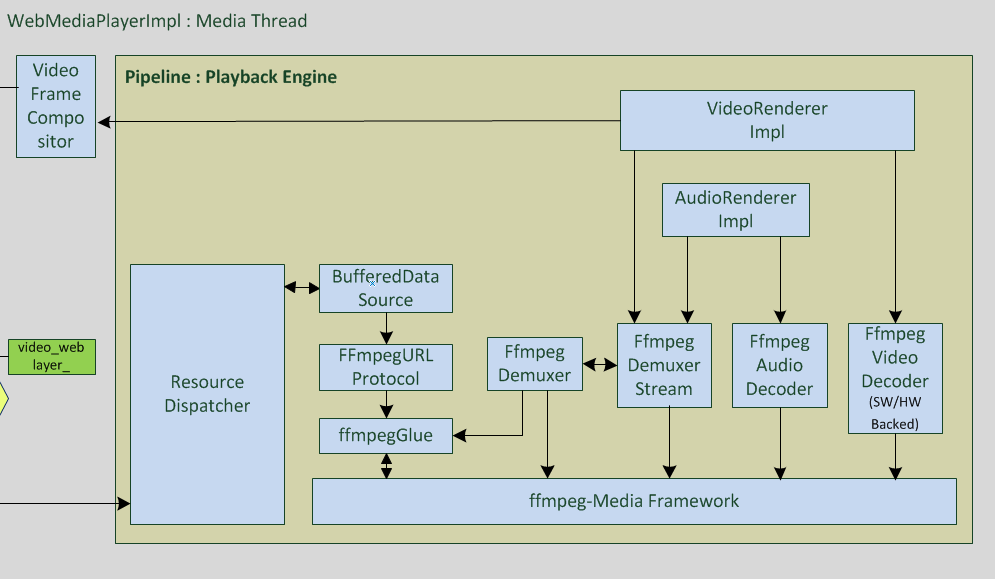 WebMediaPlayerImpl : Media Thread
Video
Frame
Compo
sitor
Pipeline : Playback Engine
VideoRenderer
Impl
AudioRenderer
Impl
BufferedData
Source
video_web
layer_
Resource
Dispatcher
FFmpegURL
Protocol
ffmpegGlue
Ffmpeg
Demuxer
Ffmpeg
Demuxer
Stream
Ffmpeg
Audio
Decoder
Ffmpeg
Video
Decoder
(SW/HW
Backed)
ffmpeg-Media Framework